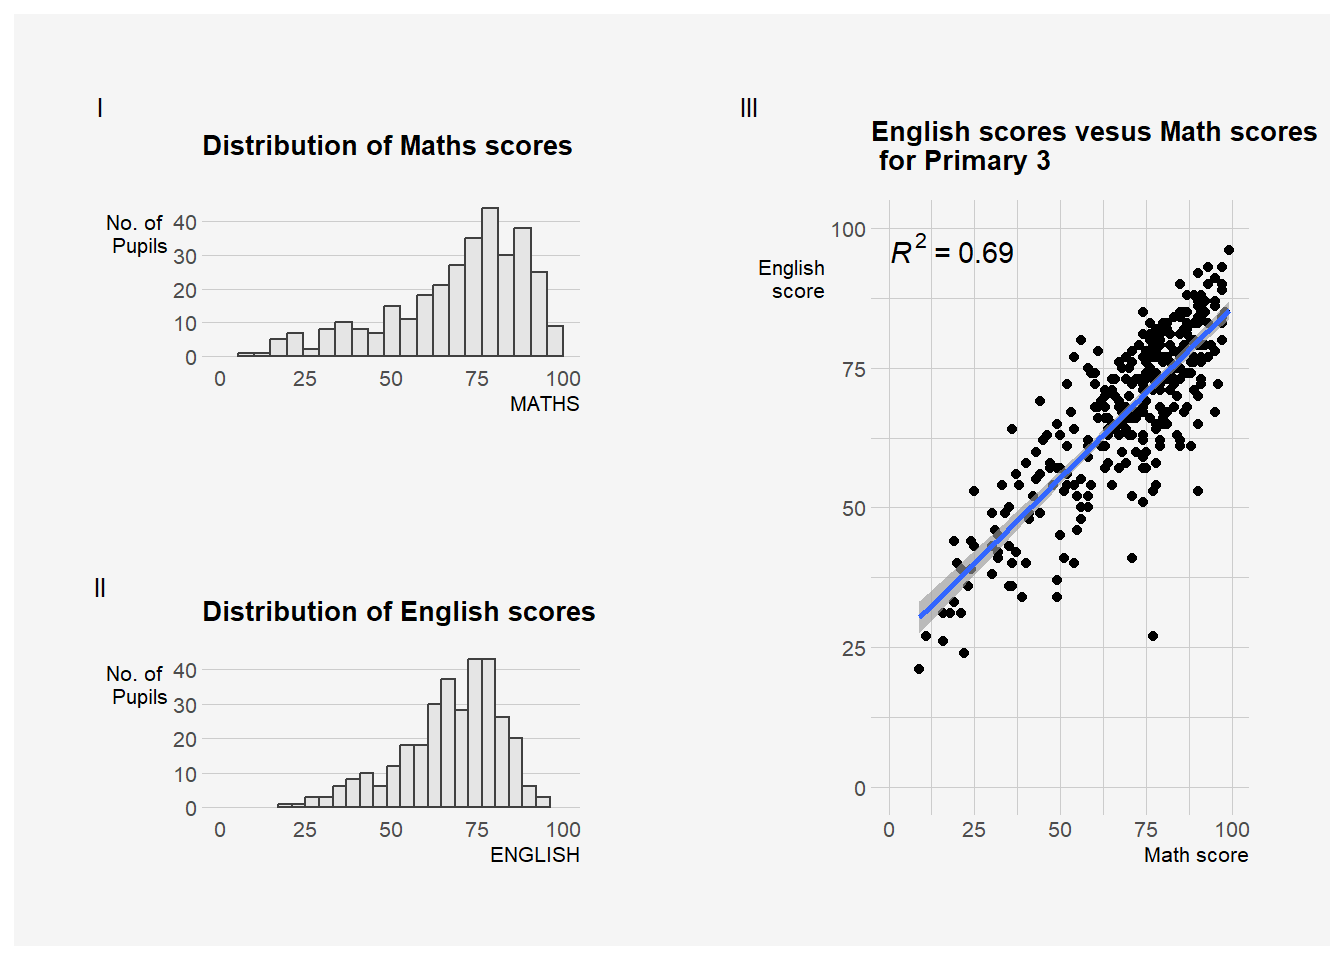 I
Distribution of Maths scores
No. of
Pupils
40
30
20
10
0
0 25 50 75 100
MATHS
II
Distribution of English scores
No. of
Pupils
40
30
20
10
0
0 25 50 75 100
ENGLISH
III
English scores vesus Math scores
for Primary 3
English
score
R² = 0.69
100
75
50
25
0
0 25 50 75 100
Math score